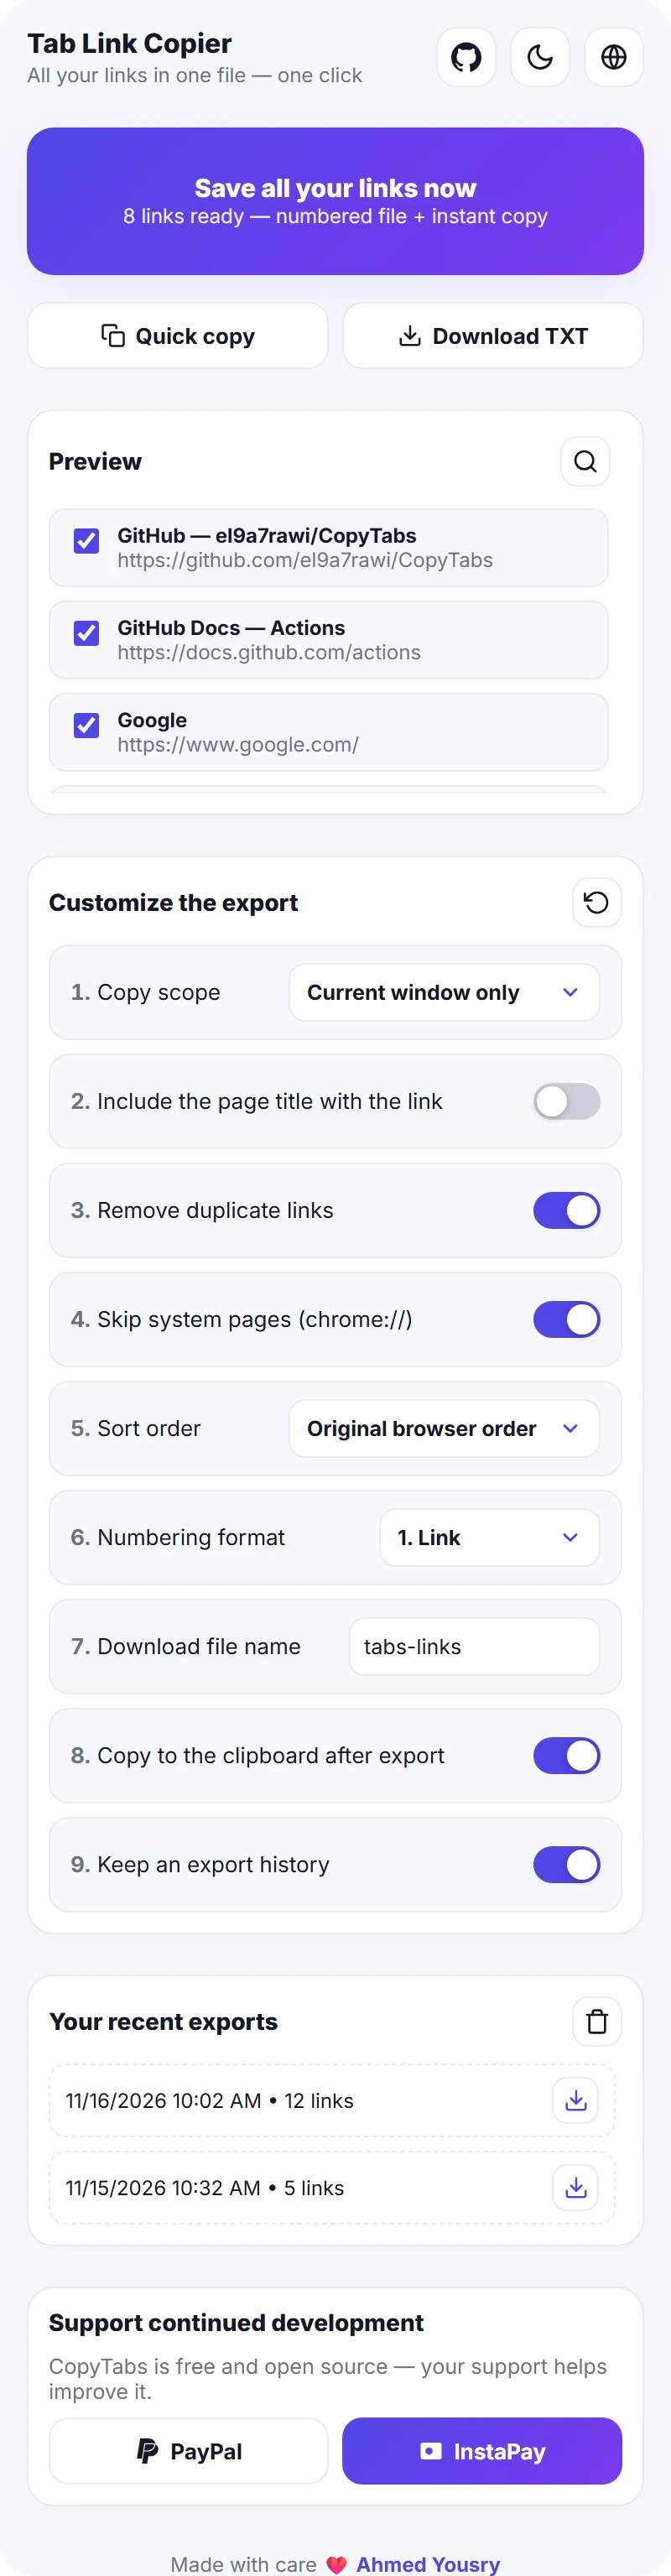 Tab Link Copier
All your links in one file — one click
Save all your links now
8 links ready — numbered file + instant copy
Quick copy
Download TXT
Preview
GitHub — el9a7rawi/CopyTabs
https://github.com/el9a7rawi/CopyTabs
GitHub Docs — Actions
https://docs.github.com/actions
Google
https://www.google.com/
Customize the export
1. Copy scope
Current window only
2. Include the page title with the link
3. Remove duplicate links
4. Skip system pages (chrome://)
5. Sort order
Original browser order
6. Numbering format
1. Link
7. Download file name
tabs-links
8. Copy to the clipboard after export
9. Keep an export history
Your recent exports
11/16/2026 10:02 AM • 12 links
11/15/2026 10:32 AM • 5 links
Support continued development
CopyTabs is free and open source — your support helps
improve it.
PayPal
InstaPay
Made with care ❤️ Ahmed Yousry